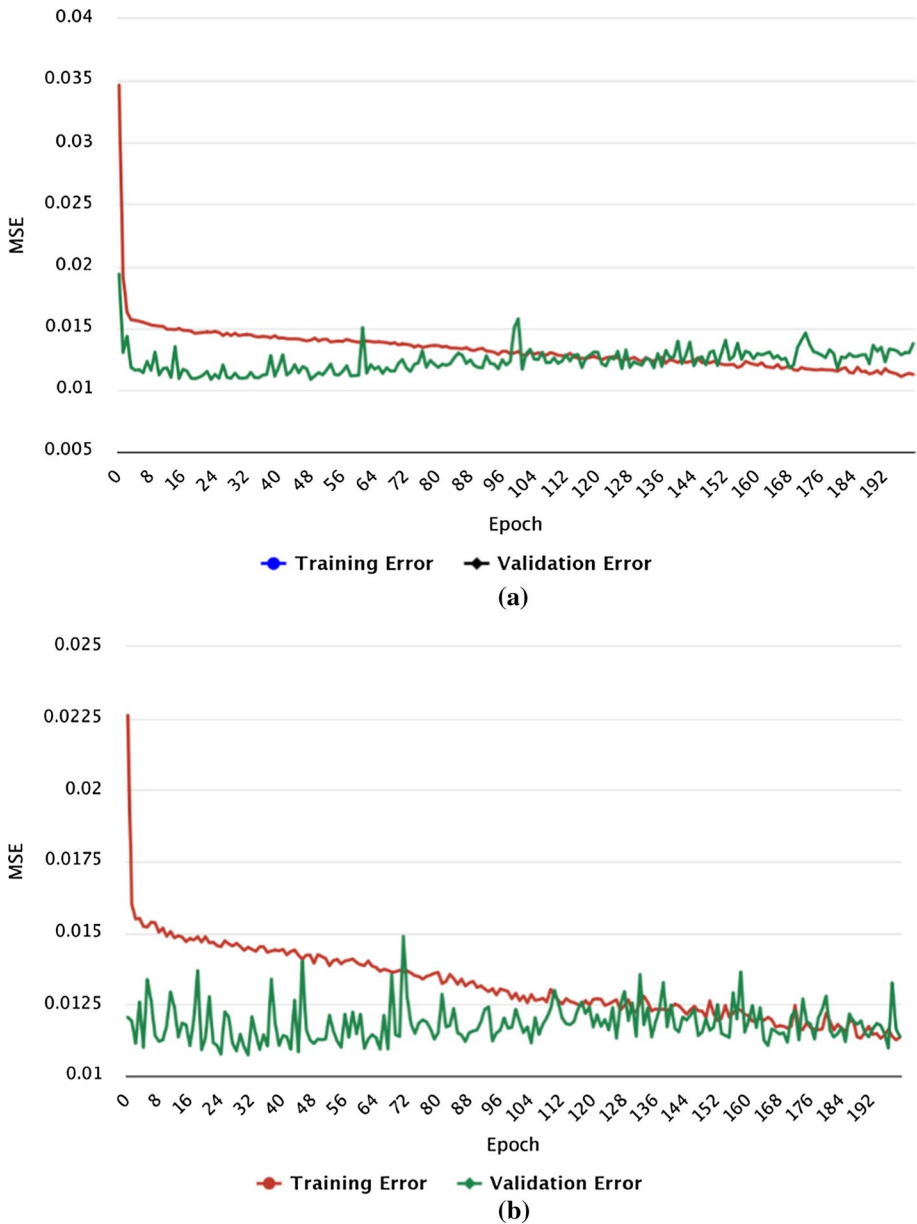 0.04
0.035
0.03
0.025
0.02
0.015
0.01
0.005
MSE
0 8 16 24 32 40 48 56 64 72 80 88 96 104 112 120 128 136 144 152 160 168 176 184 192
Epoch
Training Error Validation Error
(a)
0.025
0.0225
0.02
0.0175
0.015
0.0125
0.01
MSE
0 8 16 24 32 40 48 56 64 72 80 88 96 104 112 120 128 136 144 152 160 168 176 184 192
Epoch
Training Error Validation Error
(b)